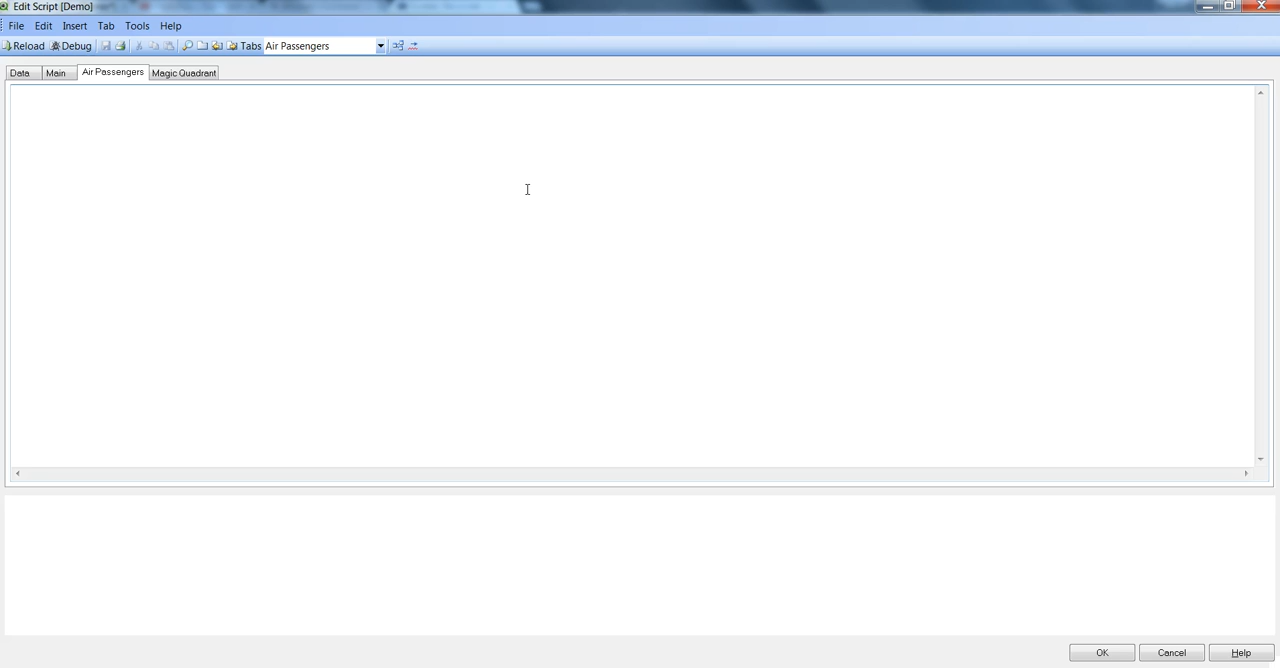 Edit Script [Demo]
File Edit Insert Tab Tools Help
Reload Debug Tabs Air Passengers
Data Main Air Passengers Magic Quadrant
OK Cancel Help